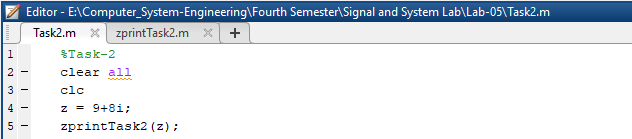 Editor - E:\Computer_System-Engineering\Fourth Semester\Signal and System Lab\Lab-05\Task2.m
Task2.m × zprintTask2.m × +
1 %Task-2
2 - clear all
3 - clc
4 - z = 9+8i;
5 - zprintTask2(z);